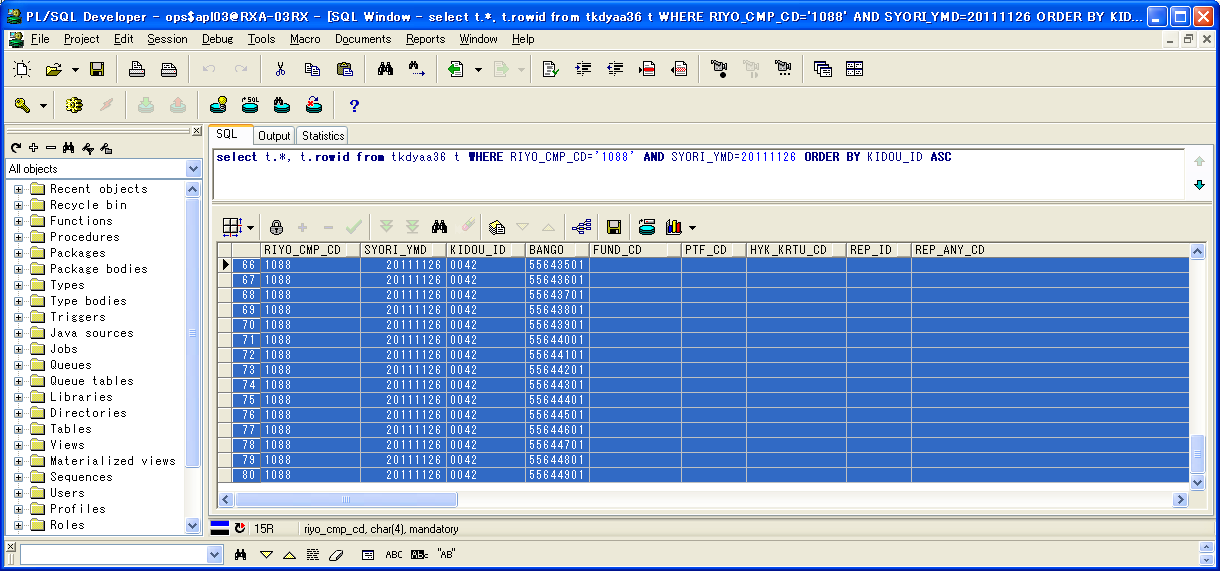 PL/SQL Developer - ops$apl03@RXA-03RX - [SQL Window - select t.*, t.rowid from tkdyaa36 t WHERE RIYO_CMP_CD='1088' AND SYORI_YMD=20111126 ORDER BY KID...
File Project Edit Session Debug Tools Macro Documents Reports Window Help
SQL
SQL Output Statistics
select t.*, t.rowid from tkdyaa36 t WHERE RIYO_CMP_CD='1088' AND SYORI_YMD=20111126 ORDER BY KIDOU_ID ASC
All objects
Recent objects
Recycle bin
Functions
Procedures
Packages
Package bodies
Types
Type bodies
Triggers
Java sources
Jobs
Queues
Queue tables
Libraries
Directories
Tables
Views
Materialized views
Sequences
Users
Profiles
Roles
RIYO_CMP_CD SYORI_YMD KIDOU_ID BANGO FUND_CD PTF_CD HYK_KRTU_CD REP_ID REP_ANY_CD
66 1088 20111126 0042 55643501
67 1088 20111126 0042 55643601
68 1088 20111126 0042 55643701
69 1088 20111126 0042 55643801
70 1088 20111126 0042 55643901
71 1088 20111126 0042 55644001
72 1088 20111126 0042 55644101
73 1088 20111126 0042 55644201
74 1088 20111126 0042 55644301
75 1088 20111126 0042 55644401
76 1088 20111126 0042 55644501
77 1088 20111126 0042 55644601
78 1088 20111126 0042 55644701
79 1088 20111126 0042 55644801
80 1088 20111126 0042 55644901
15R riyo_cmp_cd, char(4), mandatory
ABC "AB"